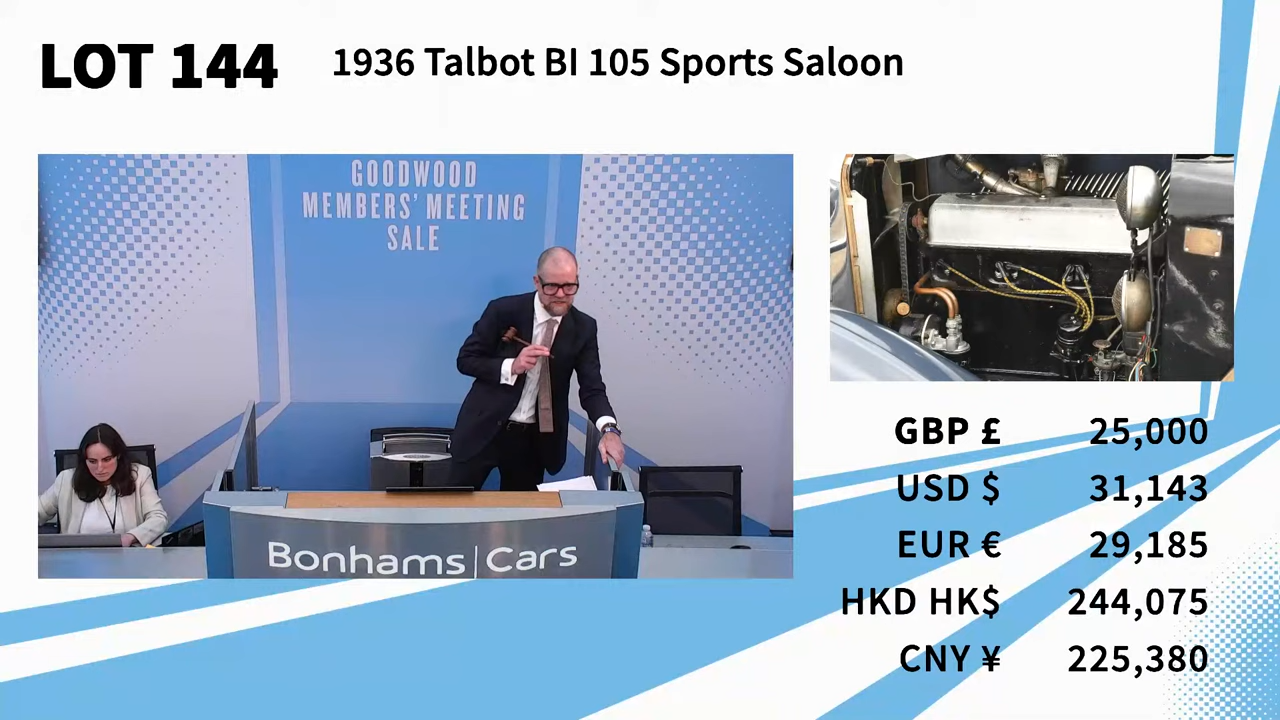 LOT 144
1936 Talbot BI 105 Sports Saloon
GOODWOOD
MEMBERS' MEETING
SALE
Bonhams|Cars
GBP £ 25,000
USD $ 31,143
EUR € 29,185
HKD HK$ 244,075
CNY ¥ 225,380